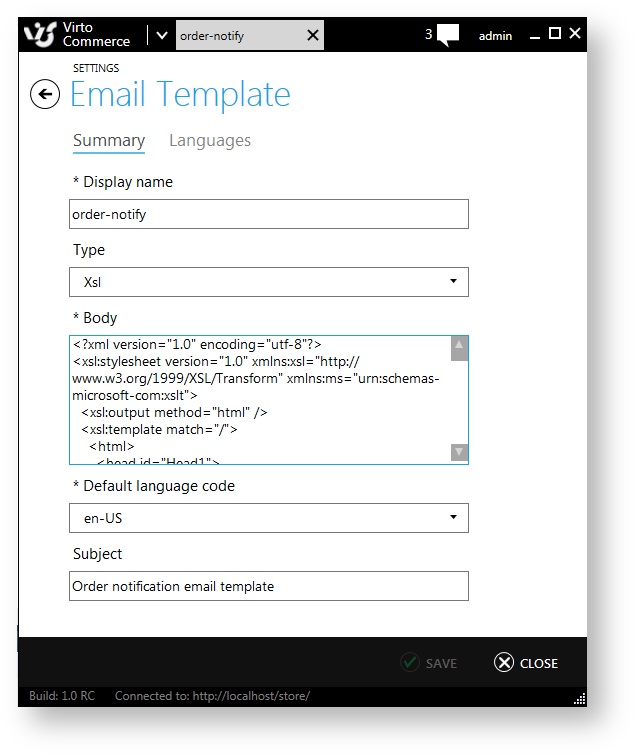 Virto
Commerce
order-notify
3
admin
SETTINGS
Email Template
Summary Languages
* Display name
order-notify
Type
Xsl
* Body
<?xml version="1.0" encoding="utf-8"?>
<xsl:stylesheet version="1.0" xmlns:xsl="http://
www.w3.org/1999/XSL/Transform" xmlns:ms="urn:schemas-
microsoft-com:xslt">
<xsl:output method="html" />
<xsl:template match="/">
<html>
<head id="Head1">
* Default language code
en-US
Subject
Order notification email template
SAVE CLOSE
Build: 1.0 RC Connected to: http://localhost/store/